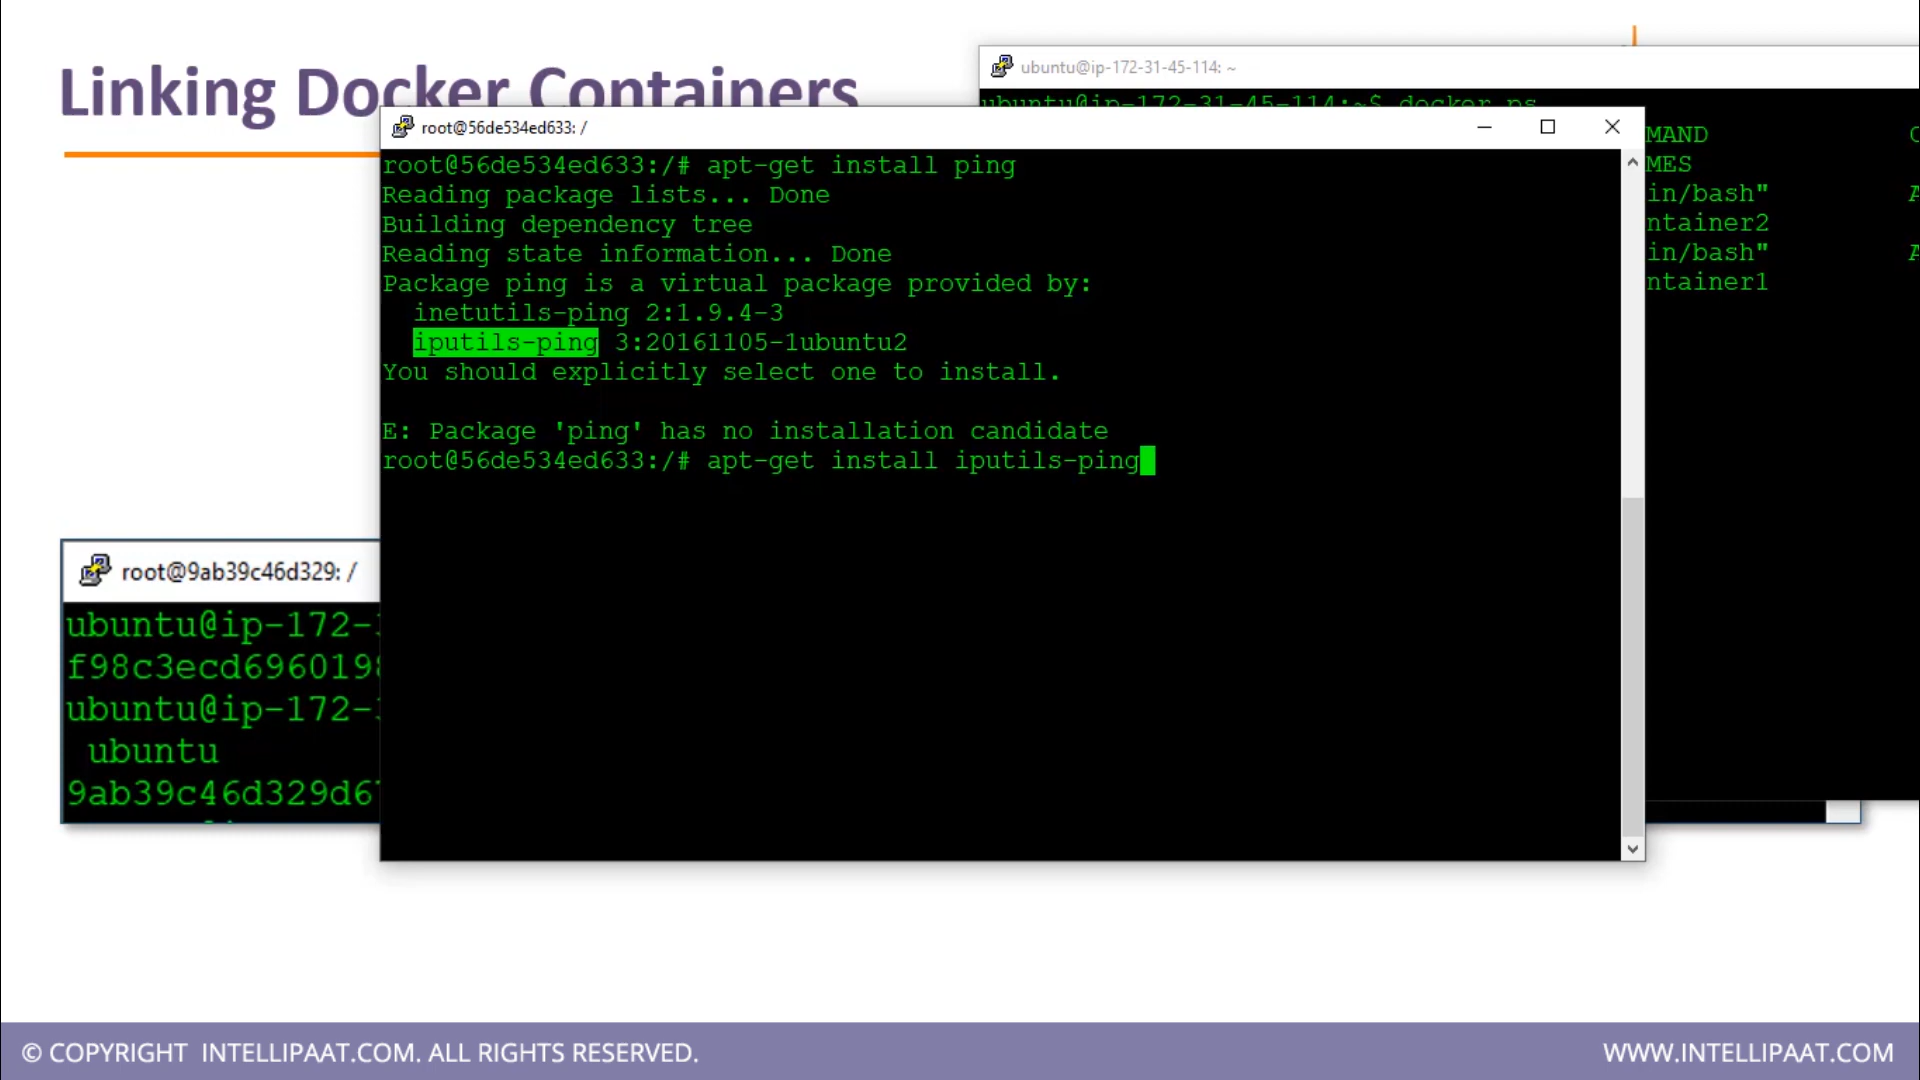 Linking Docker Containers
ubuntu@ip-172-31-45-114: ~
ubuntu@ip-172-31-45-114:~$ docker ps
MAND
MES
in/bash"
ntainer2
in/bash"
ntainer1
root@56de534ed633: /
root@56de534ed633:/# apt-get install ping
Reading package lists... Done
Building dependency tree
Reading state information... Done
Package ping is a virtual package provided by:
inetutils-ping 2:1.9.4-3
iputils-ping 3:20161105-1ubuntu2
You should explicitly select one to install.
E: Package 'ping' has no installation candidate
root@56de534ed633:/# apt-get install iputils-ping
root@9ab39c46d329: /
ubuntu@ip-172-
f98c3ecd696019
ubuntu@ip-172-
ubuntu
9ab39c46d329d6
© COPYRIGHT INTELLIPAAT.COM. ALL RIGHTS RESERVED.
WWW.INTELLIPAAT.COM